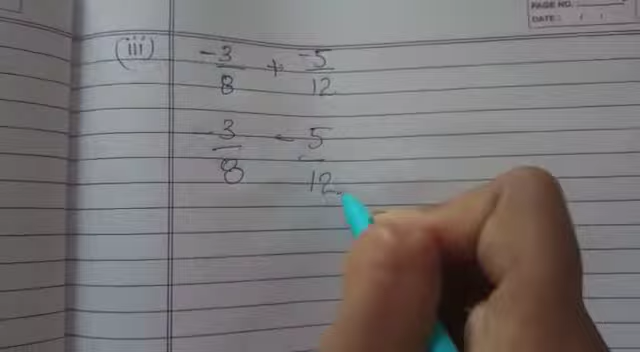 PAGE NO.:
DATE: / /
(iii) -3/8 + -5/12
-3/8 - 5/12